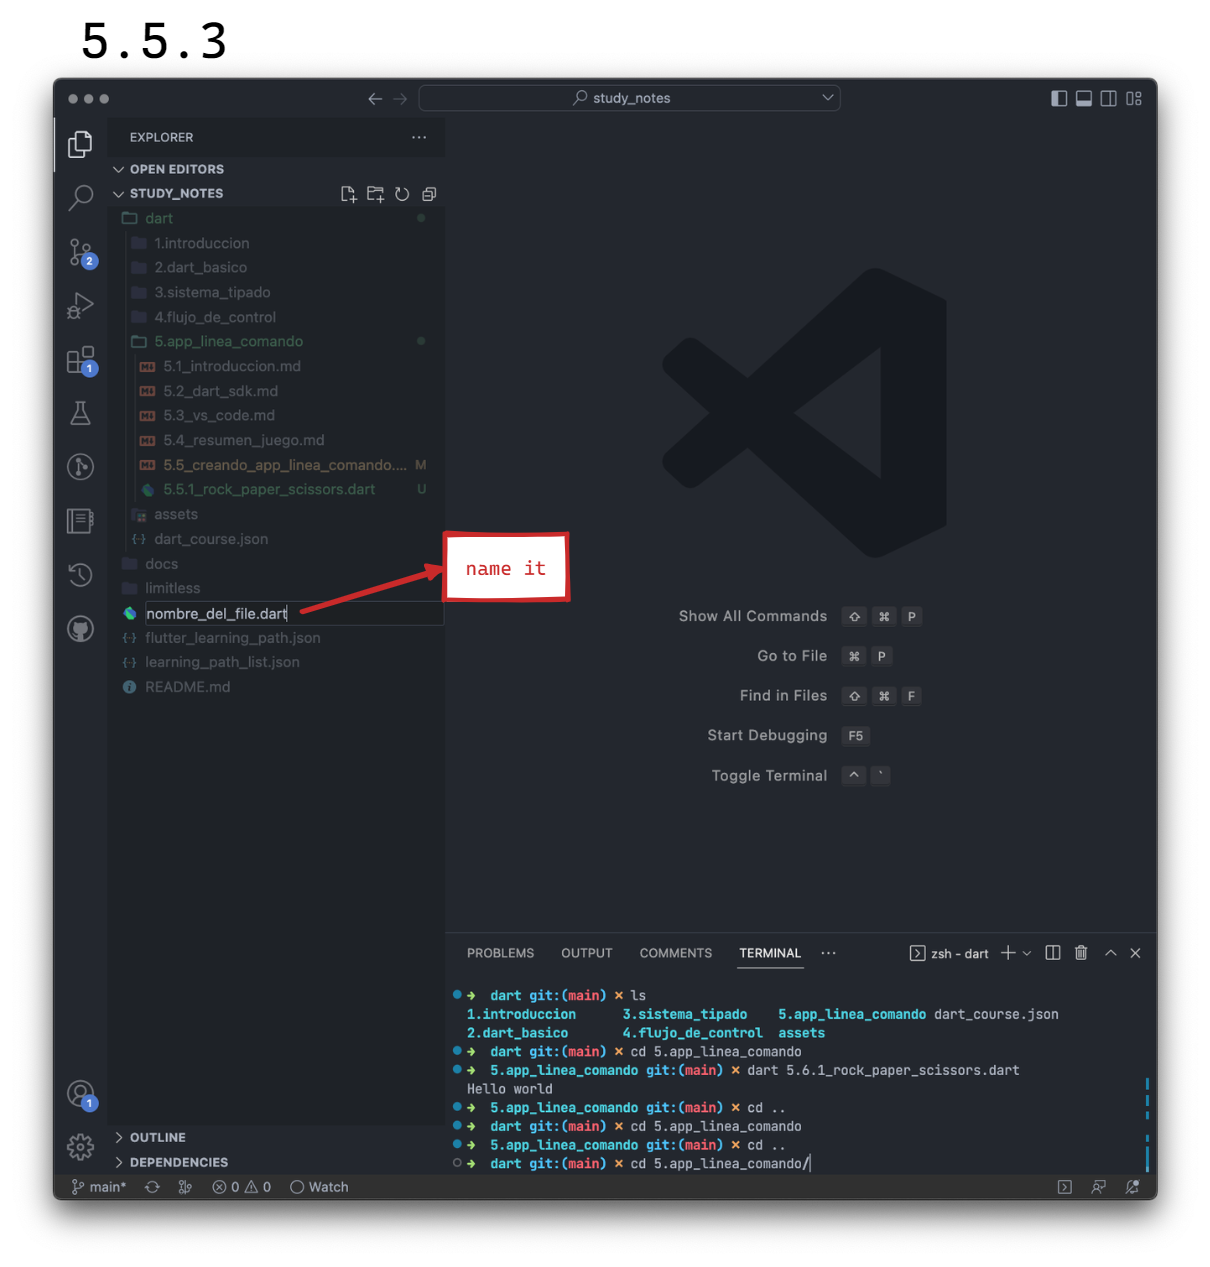 5.5.3
study_notes
EXPLORER
OPEN EDITORS
STUDY_NOTES
dart
1.introduccion
2.dart_basico
2
3.sistema_tipado
4.flujo_de_control
5.app_linea_comando
5.1_introduccion.md
1
5.2_dart_sdk.md
5.3_vs_code.md
5.4_resumen_juego.md
5.5_creando_app_linea_comando.... M
5.5.1_rock_paper_scissors.dart U
assets
dart_course.json
docs
limitless
nombre_del_file.dart
flutter_learning_path.json
learning_path_list.json
README.md
name it
Show All Commands ⇧ ⌘ P
Go to File ⌘ P
Find in Files ⇧ ⌘ F
Start Debugging F5
Toggle Terminal ^ `
PROBLEMS OUTPUT COMMENTS TERMINAL ··· zsh - dart
➜ dart git:(main) ✗ ls
1.introduccion 3.sistema_tipado 5.app_linea_comando dart_course.json
2.dart_basico 4.flujo_de_control assets
➜ dart git:(main) ✗ cd 5.app_linea_comando
➜ 5.app_linea_comando git:(main) ✗ dart 5.6.1_rock_paper_scissors.dart
Hello world
➜ 5.app_linea_comando git:(main) ✗ cd ..
➜ dart git:(main) ✗ cd 5.app_linea_comando
➜ 5.app_linea_comando git:(main) ✗ cd ..
➜ dart git:(main) ✗ cd 5.app_linea_comando/
1
OUTLINE
DEPENDENCIES
main* 0 0 Watch